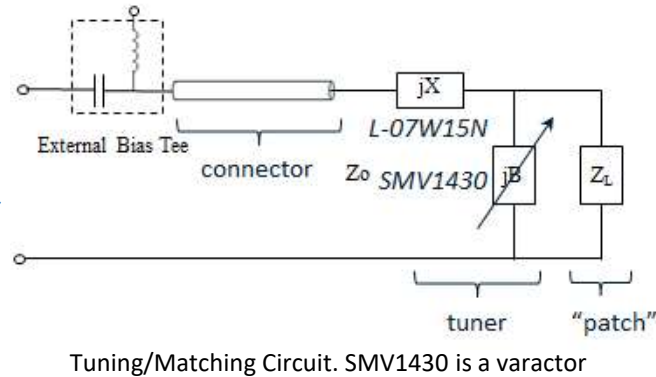 jX
L-07W15N
External Bias Tee
connector
Zo
SMV1430
jB
ZL
tuner
“patch”
Tuning/Matching Circuit. SMV1430 is a varactor